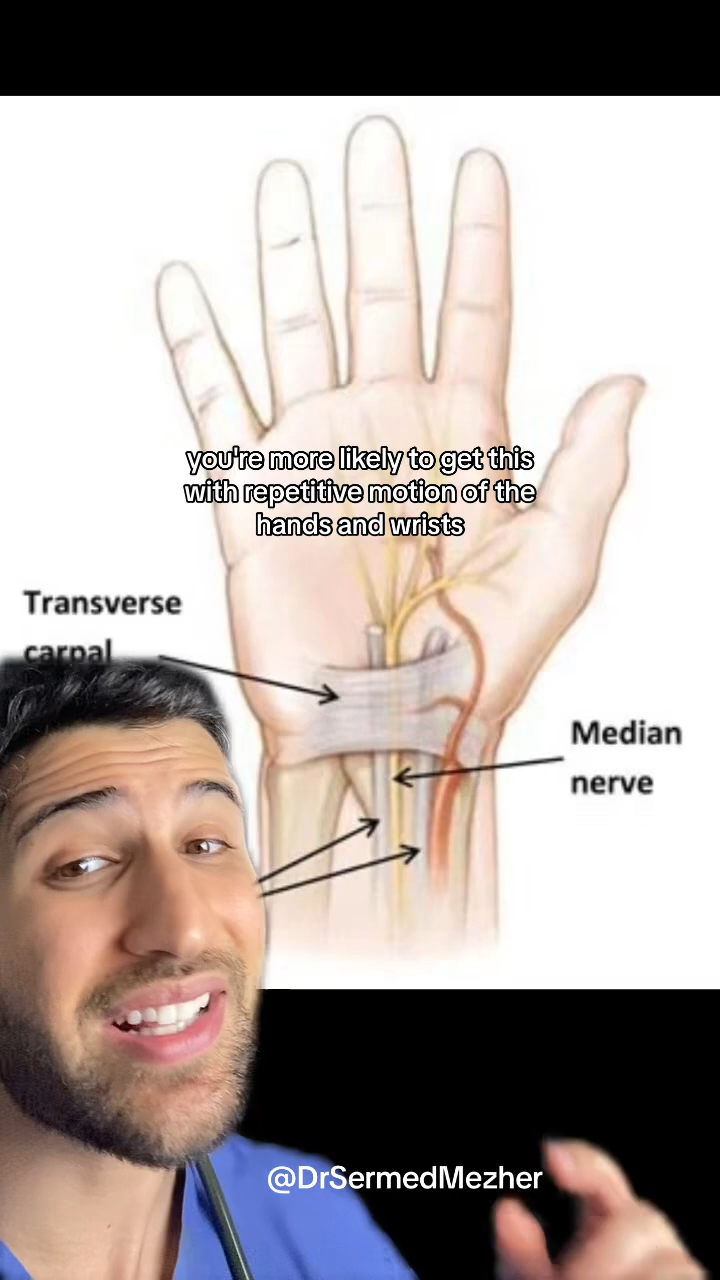 you're more likely to get this
with repetitive motion of the
hands and wrists
Transverse
carpal
Median
nerve
@DrSermedMezher